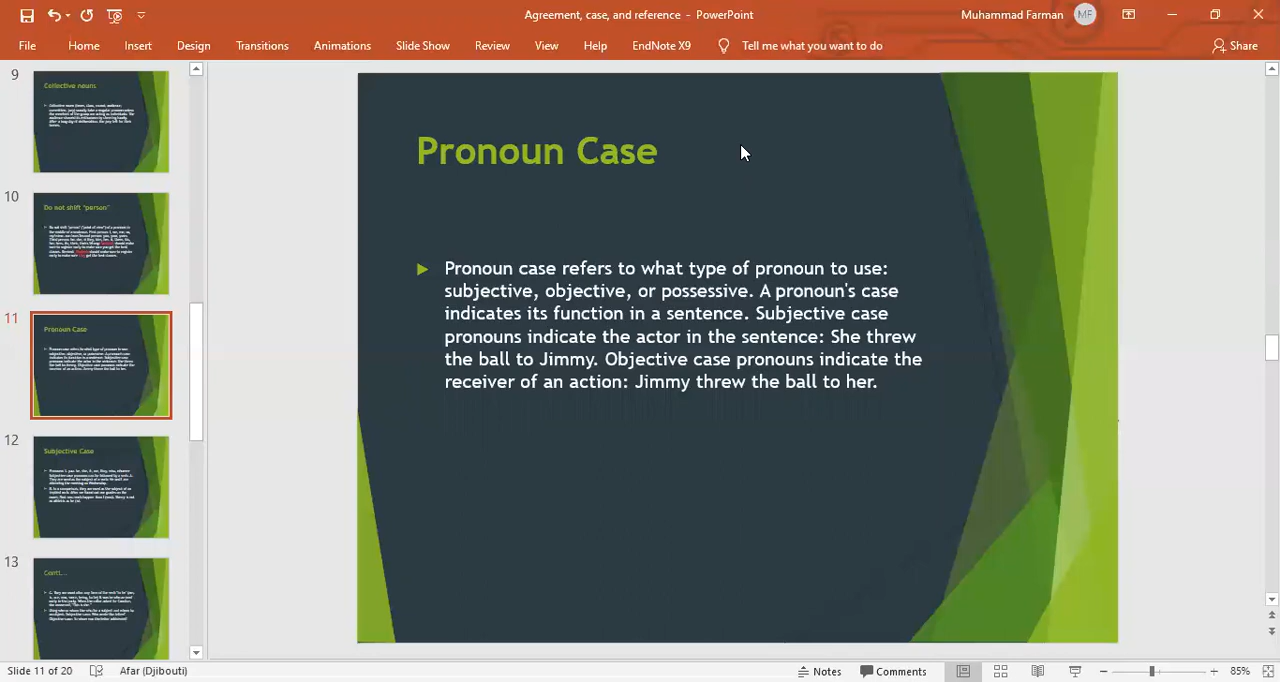 Agreement, case, and reference - PowerPoint
Muhammad Farman
MF
File Home Insert Design Transitions Animations Slide Show Review View Help EndNote X9 Tell me what you want to do Share
9
Collective nouns
10
Do not shift "person"
11
Pronoun Case
12
Subjective Case
13
Conti...
Pronoun Case
Pronoun case refers to what type of pronoun to use:
subjective, objective, or possessive. A pronoun's case
indicates its function in a sentence. Subjective case
pronouns indicate the actor in the sentence: She threw
the ball to Jimmy. Objective case pronouns indicate the
receiver of an action: Jimmy threw the ball to her.
Slide 11 of 20 Afar (Djibouti) Notes Comments 85%